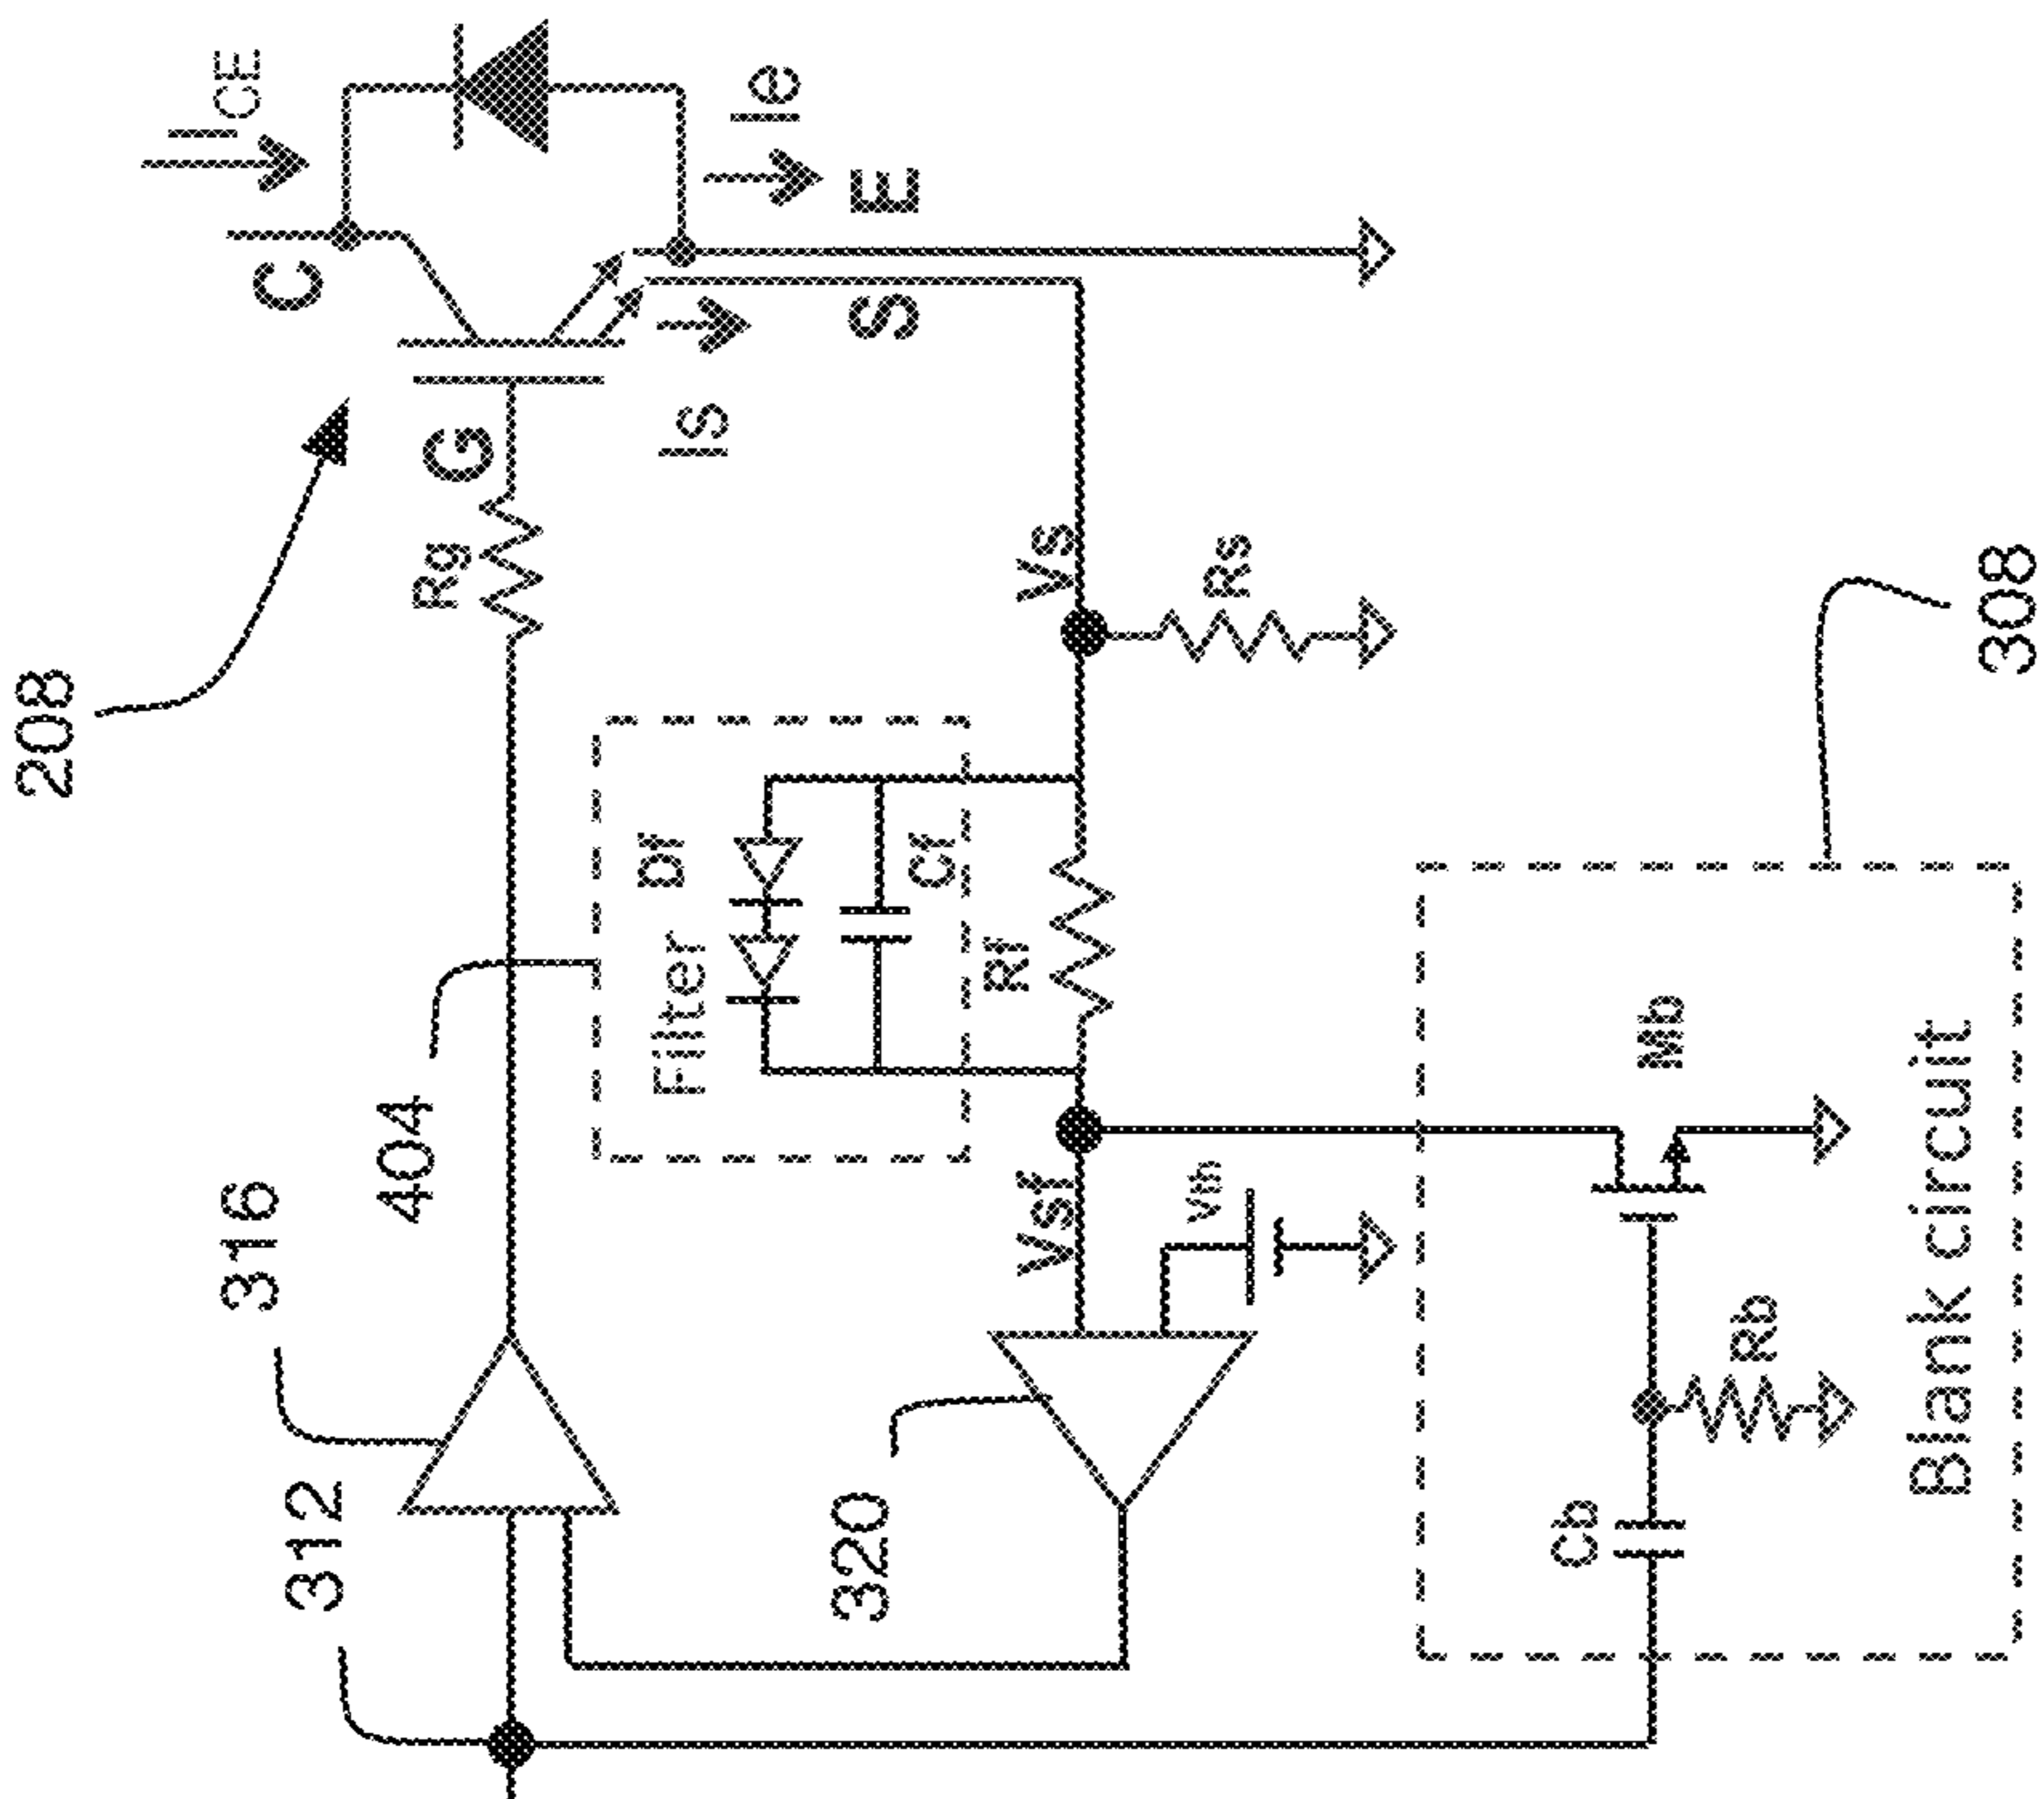 208
I_CE
C
Ie
E
S
Is
G
Rg
404
316
312
Filter
Df
Cf
Rf
Vs
Rs
Vsf
320
308
Cb
Rb
Mb
Blank circuit